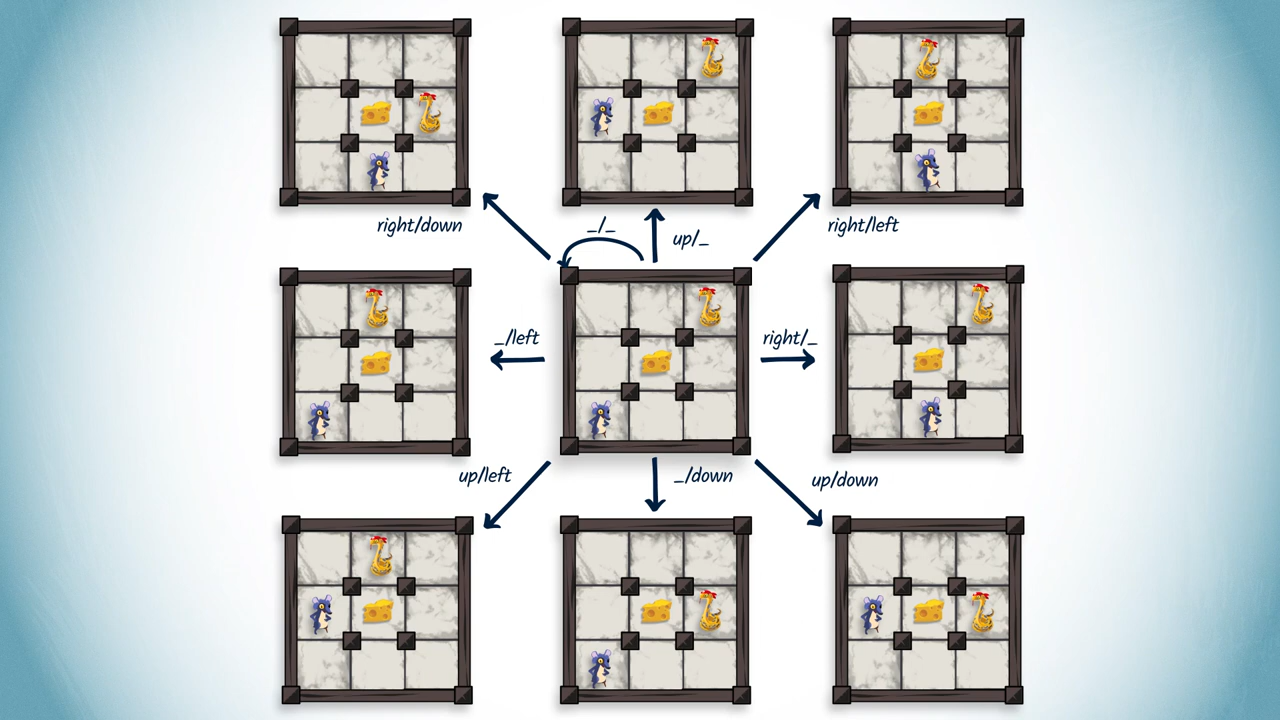 right/down
_/_
up/_
right/left
_/left
right/_
up/left
_/down
up/down